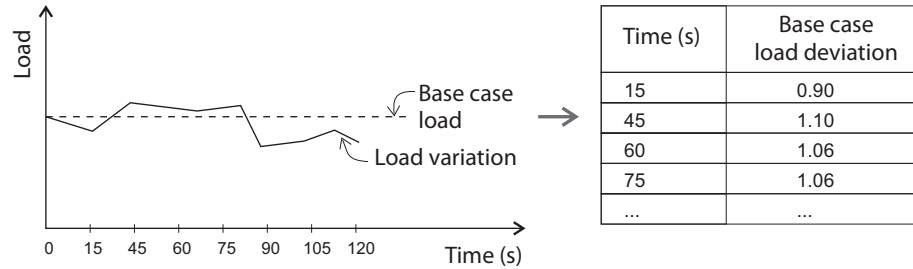 Load
Base case
load
Load variation
0 15 45 60 75 90 105 120
Time (s)
Time (s) Base case
load deviation
15 0.90
45 1.10
60 1.06
75 1.06
... ...